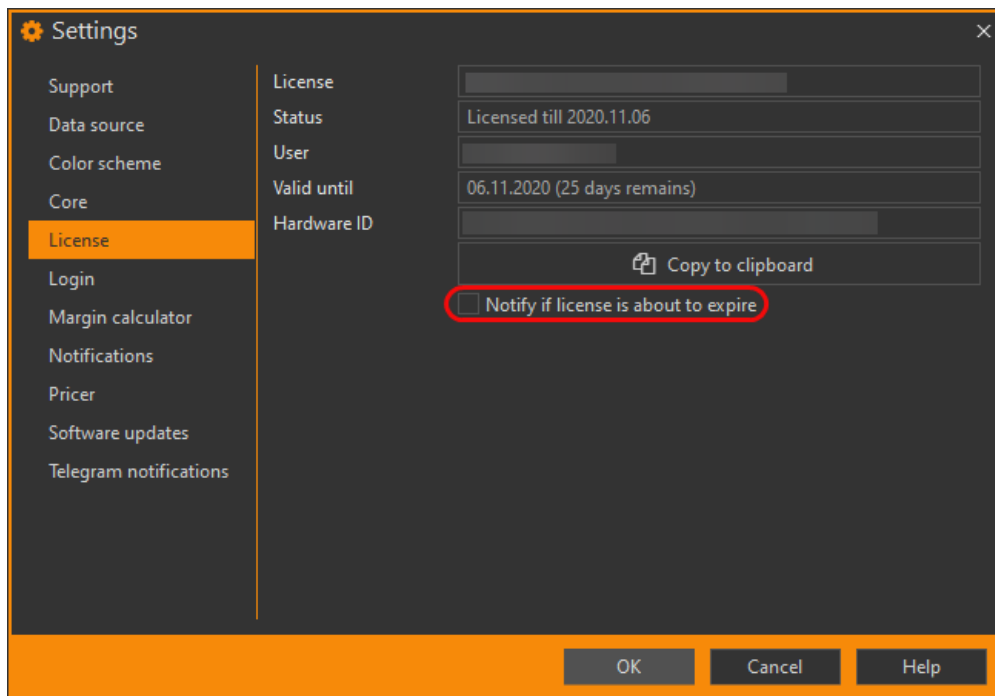 Settings
Support
Data source
Color scheme
Core
License
Login
Margin calculator
Notifications
Pricer
Software updates
Telegram notifications
License
Status
Licensed till 2020.11.06
User
Valid until
06.11.2020 (25 days remains)
Hardware ID
Copy to clipboard
Notify if license is about to expire
OK
Cancel
Help